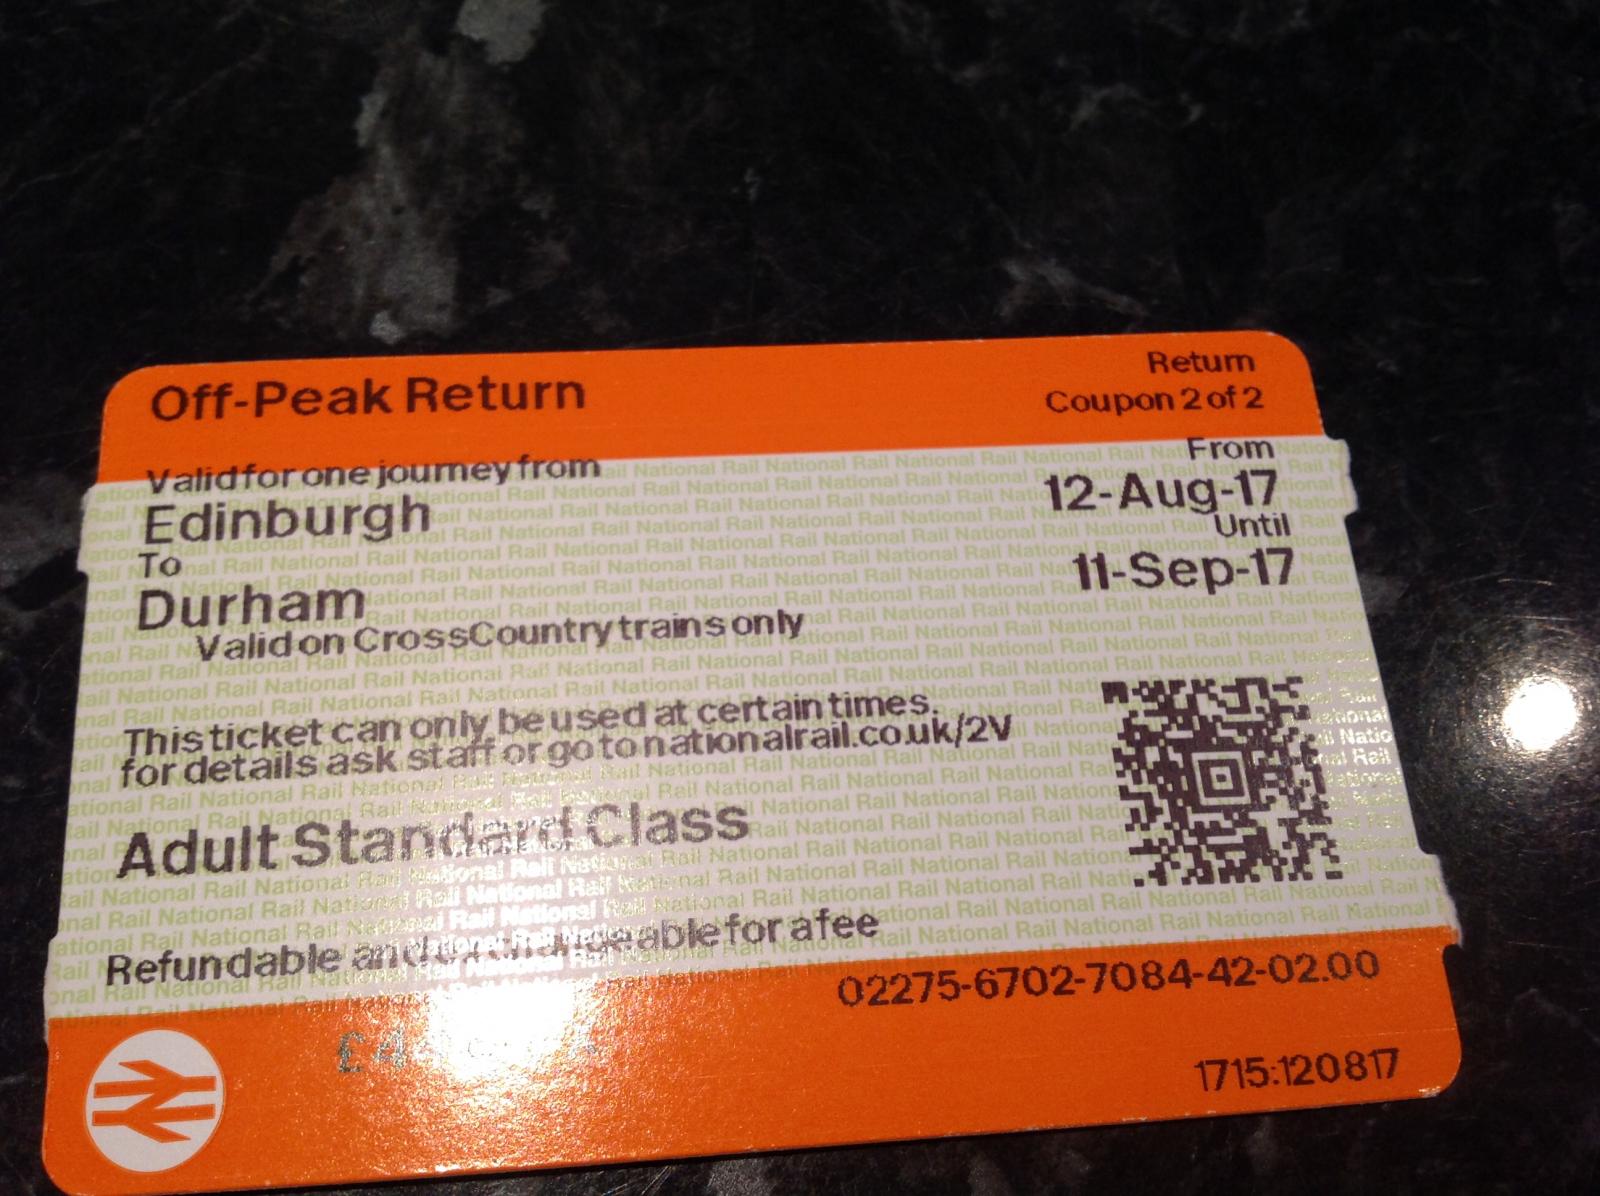 Off-Peak Return
Return
Coupon 2 of 2
Valid for one journey from
Edinburgh
To
Durham
Valid on CrossCountry trains only
From
12-Aug-17
Until
11-Sep-17
This ticket can only be used at certain times.
for details ask staff or go to nationalrail.co.uk/2V
Adult Standard Class
Refundable and exchangeable for a fee
02275-6702-7084-42-02.00
1715:120817